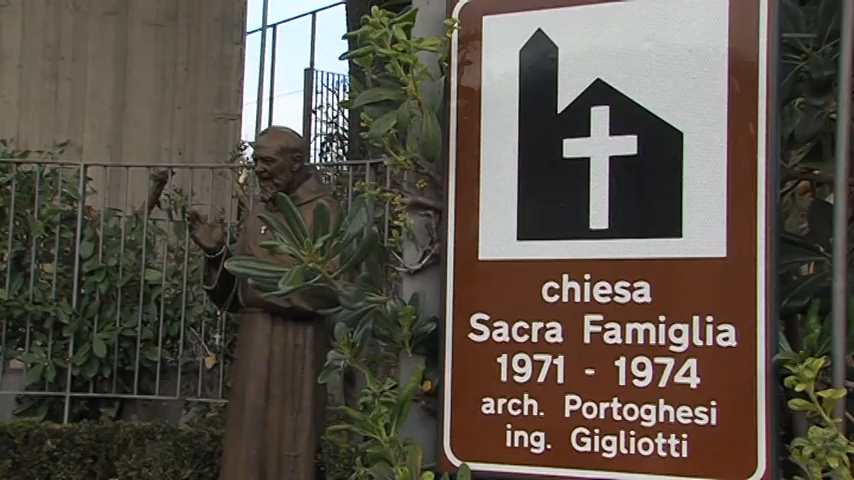 chiesa
Sacra Famiglia
1971 - 1974
arch. Portoghesi
ing. Gigliotti